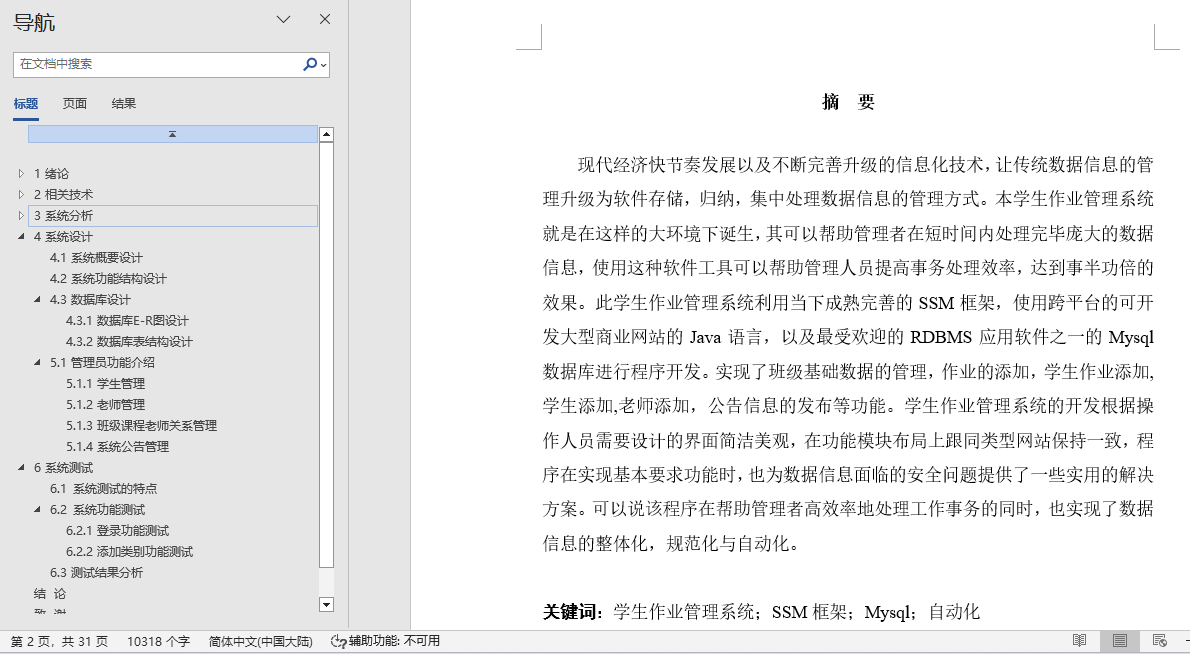 导航
在文档中搜索
标题 页面 结果
1 绪论
2 相关技术
3 系统分析
4 系统设计
4.1 系统概要设计
4.2 系统功能结构设计
4.3 数据库设计
4.3.1 数据库E-R图设计
4.3.2 数据库表结构设计
5.1 管理员功能介绍
5.1.1 学生管理
5.1.2 老师管理
5.1.3 班级课程老师关系管理
5.1.4 系统公告管理
6 系统测试
6.1 系统测试的特点
6.2 系统功能测试
6.2.1 登录功能测试
6.2.2 添加类别功能测试
6.3 测试结果分析
结 论
致 谢
摘 要
现代经济快节奏发展以及不断完善升级的信息化技术，让传统数据信息的管
理升级为软件存储，归纳，集中处理数据信息的管理方式。本学生作业管理系统
就是在这样的大环境下诞生，其可以帮助管理者在短时间内处理完毕庞大的数据
信息，使用这种软件工具可以帮助管理人员提高事务处理效率，达到事半功倍的
效果。此学生作业管理系统利用当下成熟完善的 SSM 框架，使用跨平台的可开
发大型商业网站的 Java 语言，以及最受欢迎的 RDBMS 应用软件之一的 Mysql
数据库进行程序开发。实现了班级基础数据的管理，作业的添加，学生作业添加,
学生添加,老师添加，公告信息的发布等功能。学生作业管理系统的开发根据操
作人员需要设计的界面简洁美观，在功能模块布局上跟同类型网站保持一致，程
序在实现基本要求功能时，也为数据信息面临的安全问题提供了一些实用的解决
方案。可以说该程序在帮助管理者高效率地处理工作事务的同时，也实现了数据
信息的整体化，规范化与自动化。
关键词：学生作业管理系统；SSM 框架；Mysql；自动化
第 2 页，共 31 页 10318 个字 简体中文(中国大陆) 辅助功能: 不可用